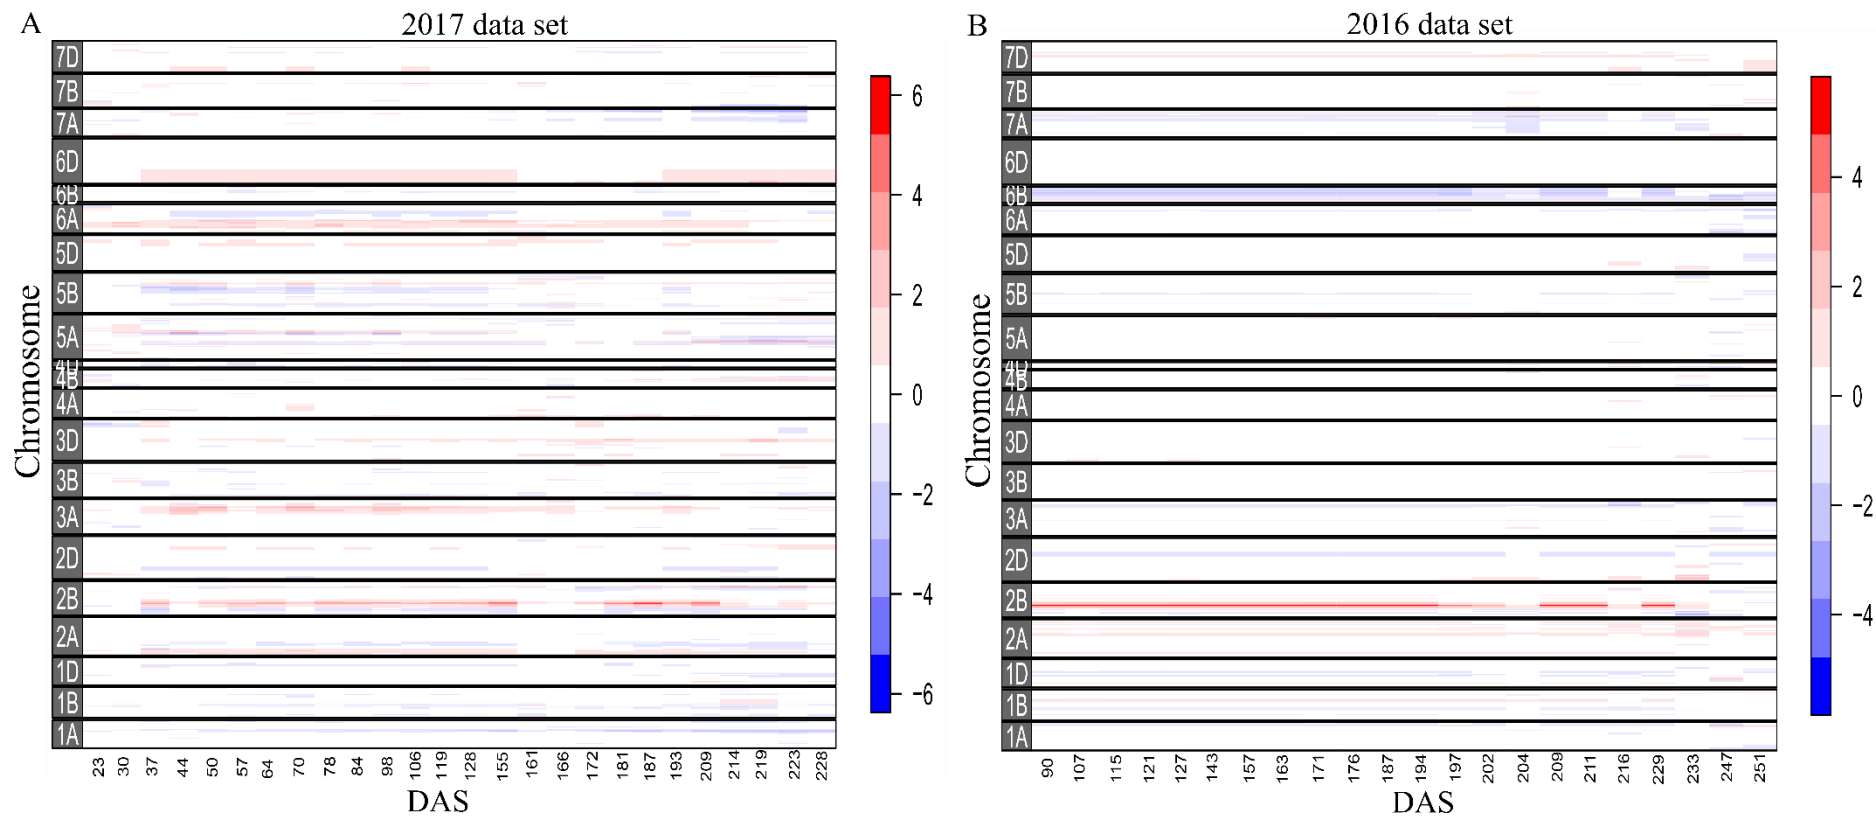 A
2017 data set
7D
7B
7A
6D
6B
6A
5D
5B
5A
4D
4B
4A
3D
3B
3A
2D
2B
2A
1D
1B
1A
Chromosome
23 30 37 44 50 57 64 70 78 84 98 106 119 128 155 161 166 172 181 187 193 209 214 219 223 228
DAS
6
4
2
0
−2
−4
−6
B
2016 data set
7D
7B
7A
6D
6B
6A
5D
5B
5A
4D
4B
4A
3D
3B
3A
2D
2B
2A
1D
1B
1A
Chromosome
90 107 115 121 127 143 157 163 171 176 187 194 197 202 204 209 211 216 229 233 247 251
DAS
4
2
0
−2
−4